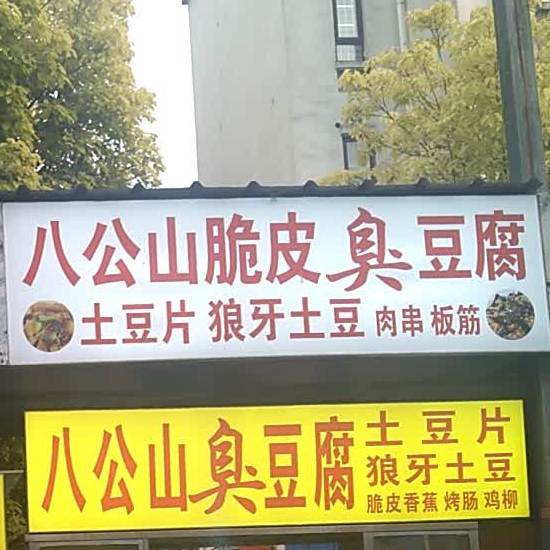 八公山脆皮臭豆腐
土豆片 狼牙土豆 肉串 板筋
八公山臭豆腐
土豆片
狼牙土豆
脆皮香蕉 烤肠 鸡柳